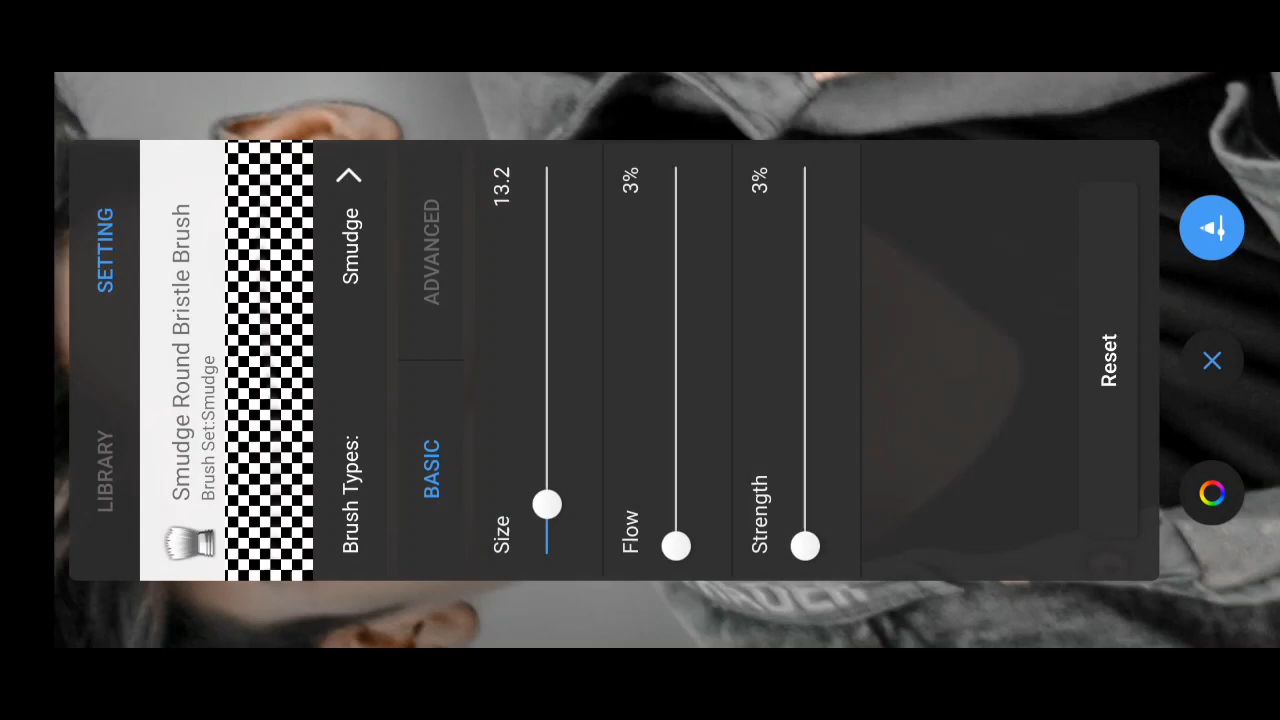 LIBRARY SETTING
Smudge Round Bristle Brush
Brush Set:Smudge
Brush Types: Smudge
BASIC ADVANCED
Size 13.2
Flow 3%
Strength 3%
Reset